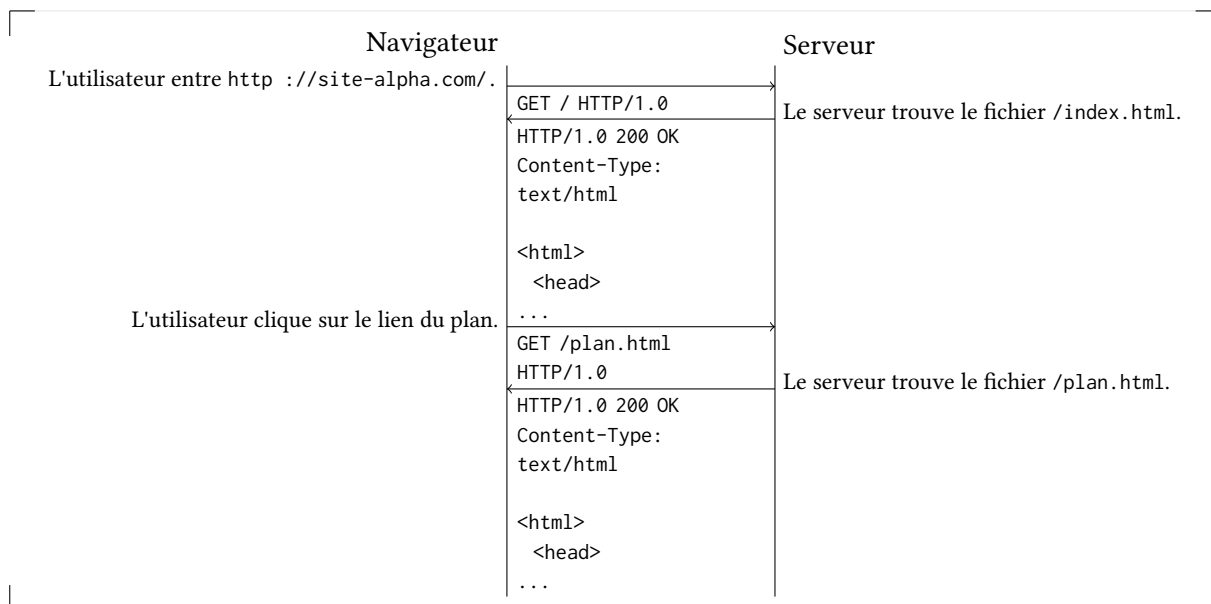 Navigateur
Serveur
L'utilisateur entre http ://site-alpha.com/.
GET / HTTP/1.0
Le serveur trouve le fichier /index.html.
HTTP/1.0 200 OK
Content-Type:
text/html
<html>
<head>
...
L'utilisateur clique sur le lien du plan.
GET /plan.html
HTTP/1.0
Le serveur trouve le fichier /plan.html.
HTTP/1.0 200 OK
Content-Type:
text/html
<html>
<head>
...